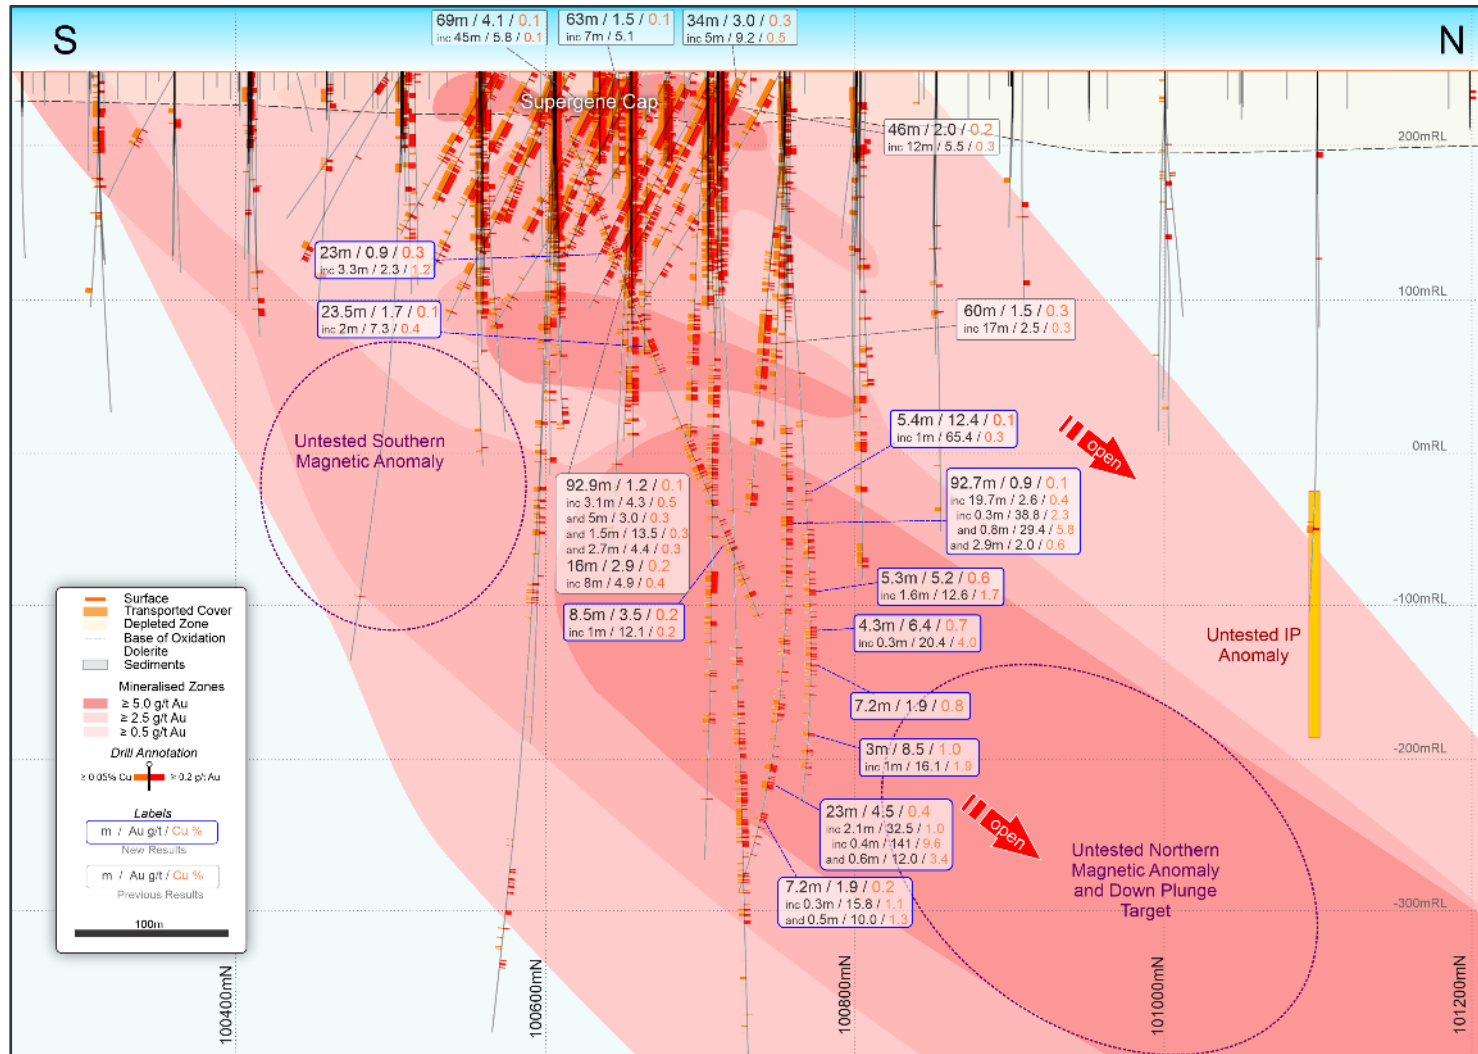 S
N
69m / 4.1 / 0.1
inc 45m / 5.8 / 0.1
63m / 1.5 / 0.1
inc 7m / 5.1
34m / 3.0 / 0.3
inc 5m / 9.2 / 0.5
Supergene Cap
46m / 2.0 / 0.2
inc 12m / 5.5 / 0.3
200mRL
23m / 0.9 / 0.3
inc 3.3m / 2.3 / 1.2
23.5m / 1.7 / 0.1
inc 2m / 7.3 / 0.4
60m / 1.5 / 0.3
inc 17m / 2.5 / 0.3
100mRL
Untested Southern
Magnetic Anomaly
5.4m / 12.4 / 0.1
inc 1m / 65.4 / 0.3
open
0mRL
92.9m / 1.2 / 0.1
inc 3.1m / 4.3 / 0.5
and 5m / 3.0 / 0.3
and 1.5m / 13.5 / 0.3
and 2.7m / 4.4 / 0.3
16m / 2.9 / 0.2
inc 8m / 4.9 / 0.4
92.7m / 0.9 / 0.1
inc 19.7m / 2.6 / 0.4
inc 0.3m / 38.8 / 2.3
and 0.8m / 29.4 / 5.8
and 2.9m / 2.0 / 0.6
8.5m / 3.5 / 0.2
inc 1m / 12.1 / 0.2
5.3m / 5.2 / 0.6
inc 1.6m / 12.6 / 1.7
-100mRL
4.3m / 6.4 / 0.7
inc 0.3m / 20.4 / 4.0
Untested IP
Anomaly
7.2m / 1.9 / 0.8
3m / 8.5 / 1.0
inc 1m / 16.1 / 1.9
-200mRL
23m / 4.5 / 0.4
inc 2.1m / 32.5 / 1.0
inc 0.4m / 141 / 9.6
and 0.6m / 12.0 / 3.4
open
Untested Northern
Magnetic Anomaly
and Down Plunge
Target
7.2m / 1.9 / 0.2
inc 0.3m / 15.8 / 1.1
and 0.5m / 10.0 / 1.3
-300mRL
Surface
Transported Cover
Depleted Zone
Base of Oxidation
Dolerite
Sediments
Mineralised Zones
≥ 5.0 g/t Au
≥ 2.5 g/t Au
≥ 0.5 g/t Au
Drill Annotation
≥ 0.05% Cu
≥ 0.2 g/t Au
Labels
m / Au g/t / Cu %
New Results
m / Au g/t / Cu %
Previous Results
100m
100400mN
100600mN
100800mN
101000mN
101200mN